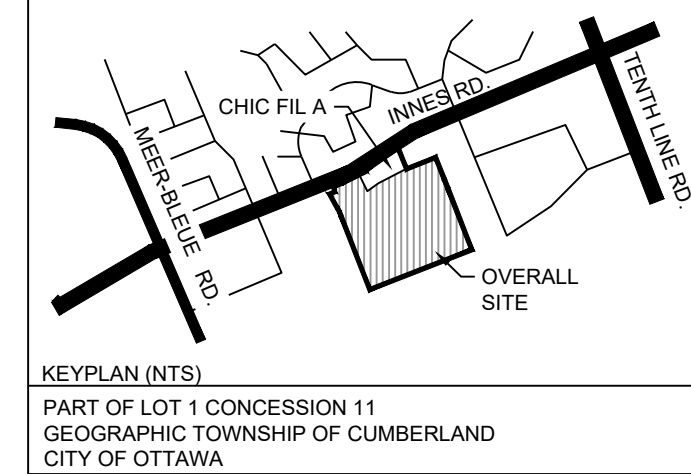 CHIC FIL A
INNES RD.
TENTH LINE RD.
MEER-BLEUE RD.
OVERALL
SITE
KEYPLAN (NTS)
PART OF LOT 1 CONCESSION 11
GEOGRAPHIC TOWNSHIP OF CUMBERLAND
CITY OF OTTAWA